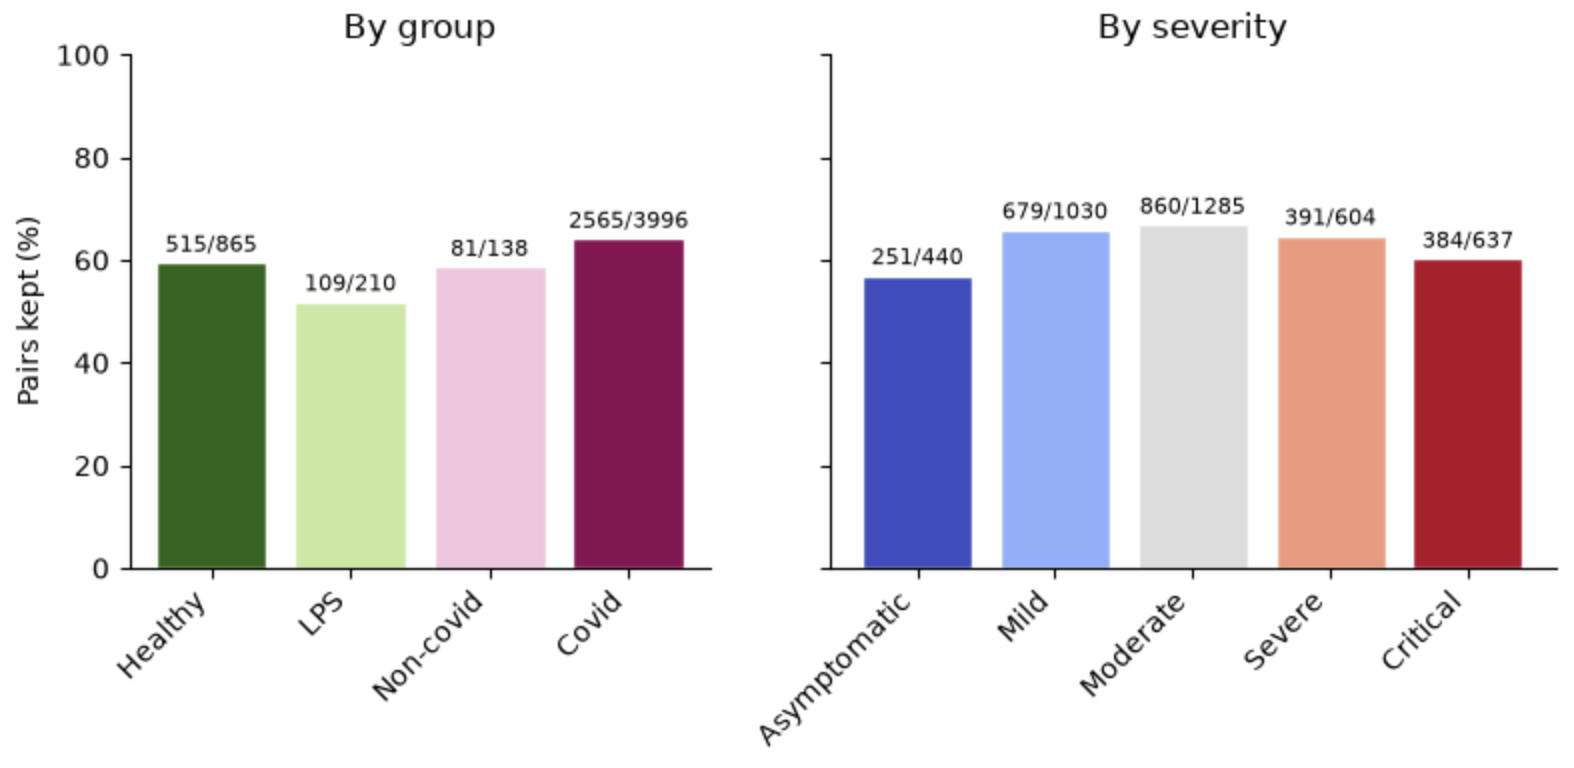 By group
Pairs kept (%)
100
80
60
40
20
0
515/865
109/210
81/138
2565/3996
Healthy
LPS
Non-covid
Covid
By severity
251/440
679/1030
860/1285
391/604
384/637
Asymptomatic
Mild
Moderate
Severe
Critical